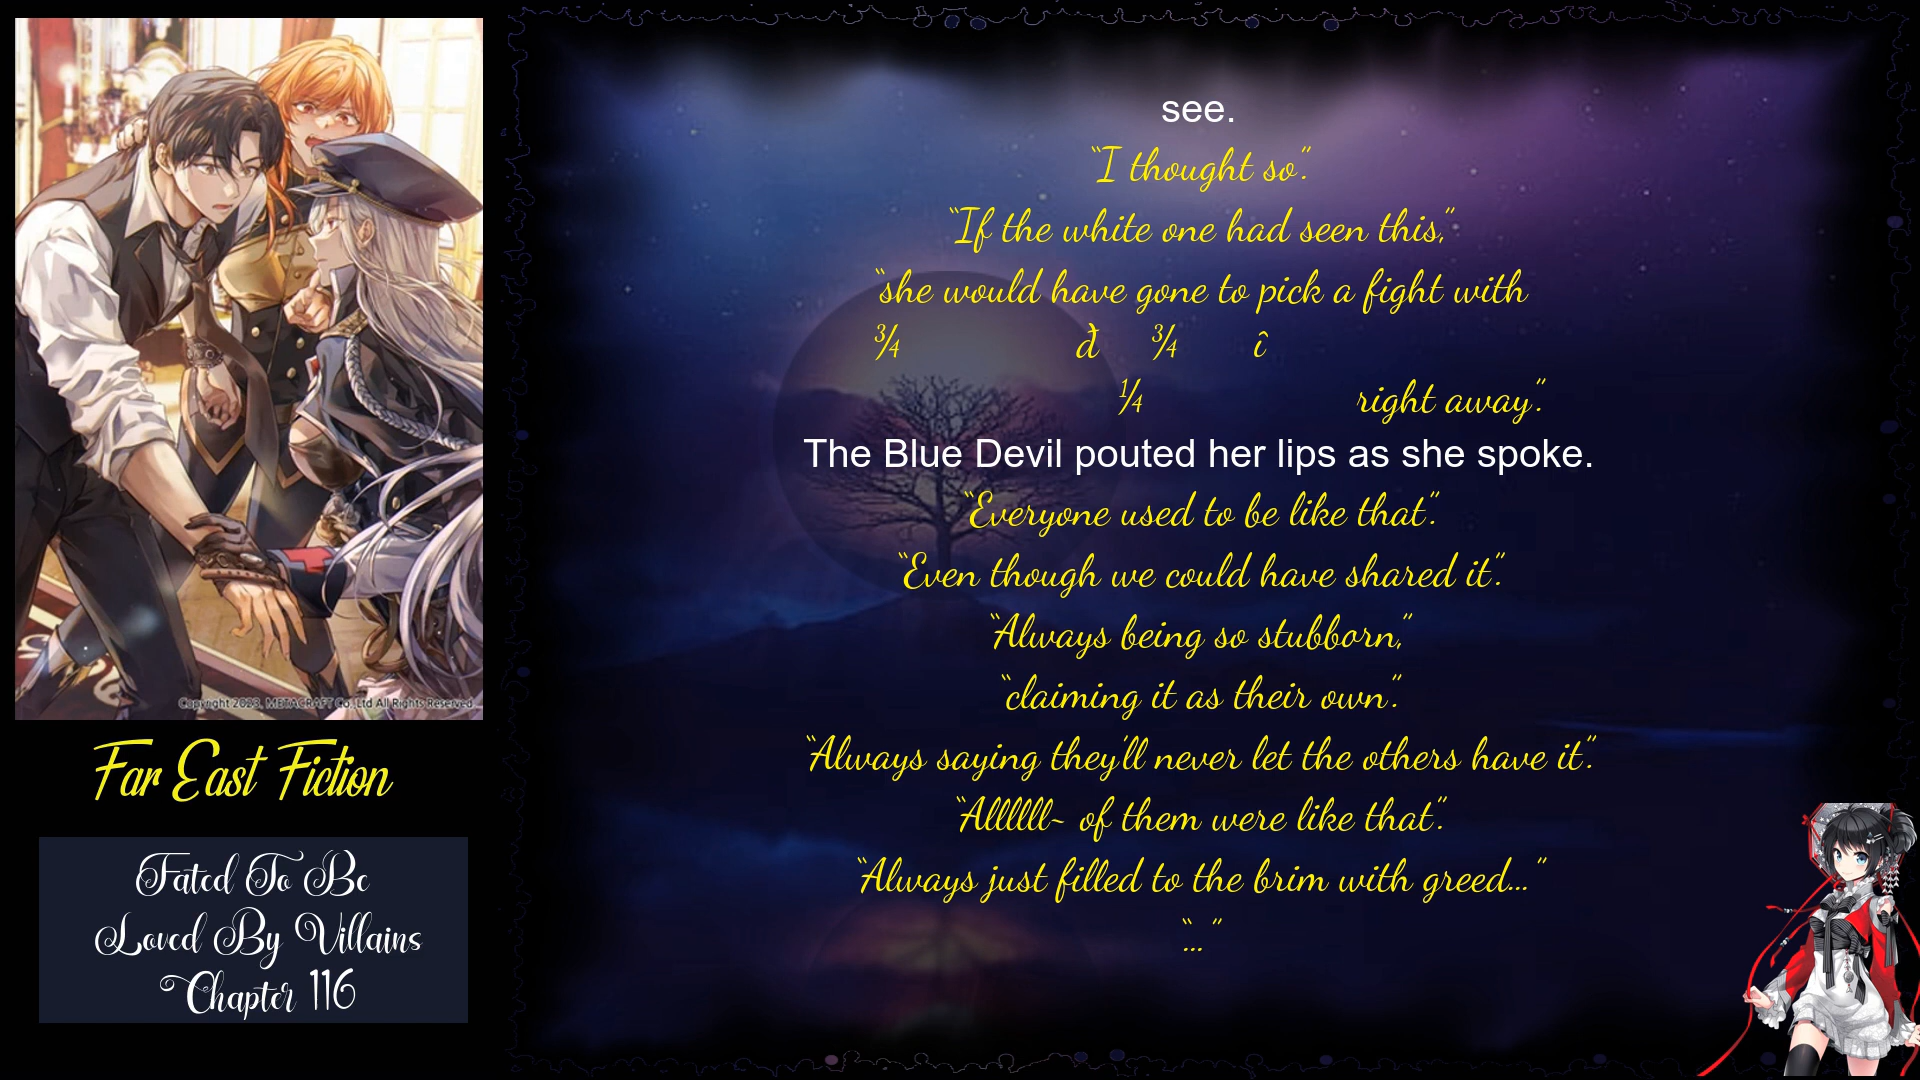 see.
“I thought so”.
“If the white one had seen this,”
“she would have gone to pick a fight with
¾ đ ¾ î
¼ right away.”
The Blue Devil pouted her lips as she spoke.
“Everyone used to be like that”.
“Even though we could have shared it”.
“Always being so stubborn,”
“claiming it as their own”.
“Always saying they'll never let the others have it”.
“Allllll~ of them were like that”.
“Always just filled to the brim with greed...”
“... ”
Copyright 2023. METACRAFT Co. Ltd All Rights Reserved
Far East Fiction
Fated To Be
Loved By Villains
Chapter 116